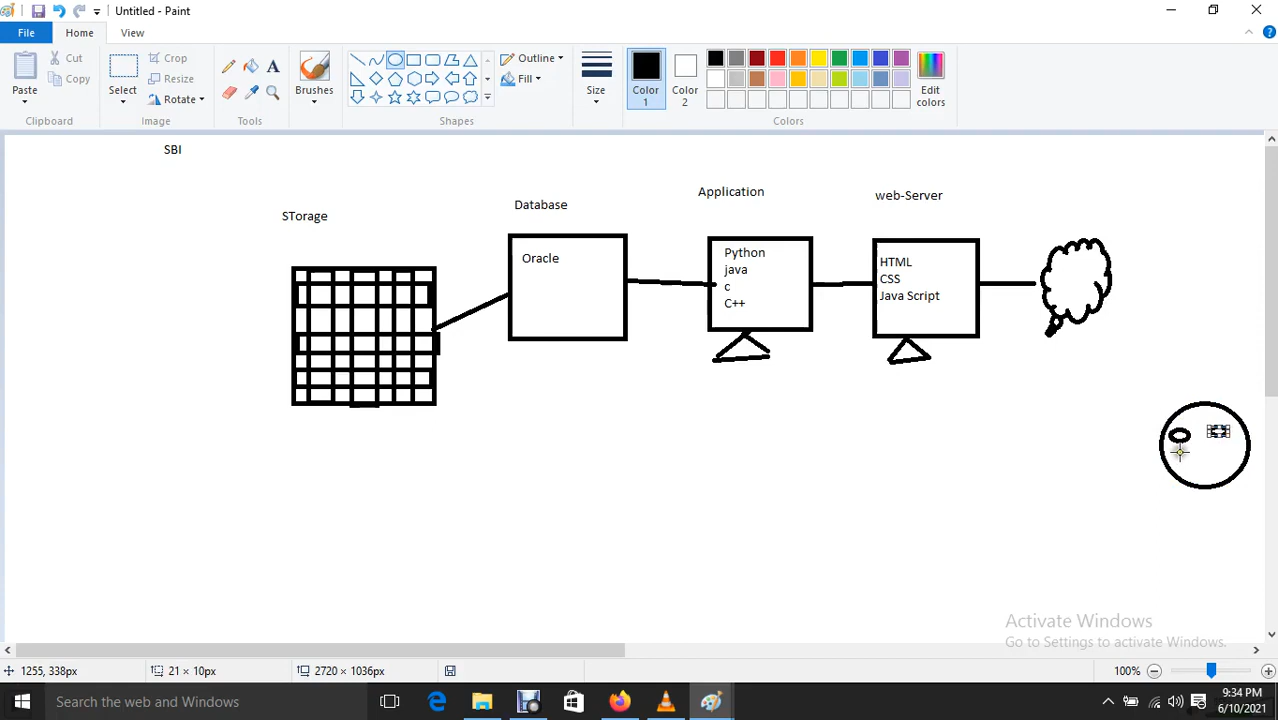 Untitled - Paint
File
Home
View
Paste
Cut
Copy
Clipboard
Select
Crop
Resize
Rotate
Image
A
Tools
Brushes
Shapes
Outline
Fill
Size
Color 1
Color 2
Edit colors
Colors
SBI
STorage
Database
Application
web-Server
Oracle
Python
java
c
C++
HTML
CSS
Java Script
Activate Windows
Go to Settings to activate Windows.
1255, 338px
21 × 10px
2720 × 1036px
100%
Search the web and Windows
9:34 PM
6/10/2021